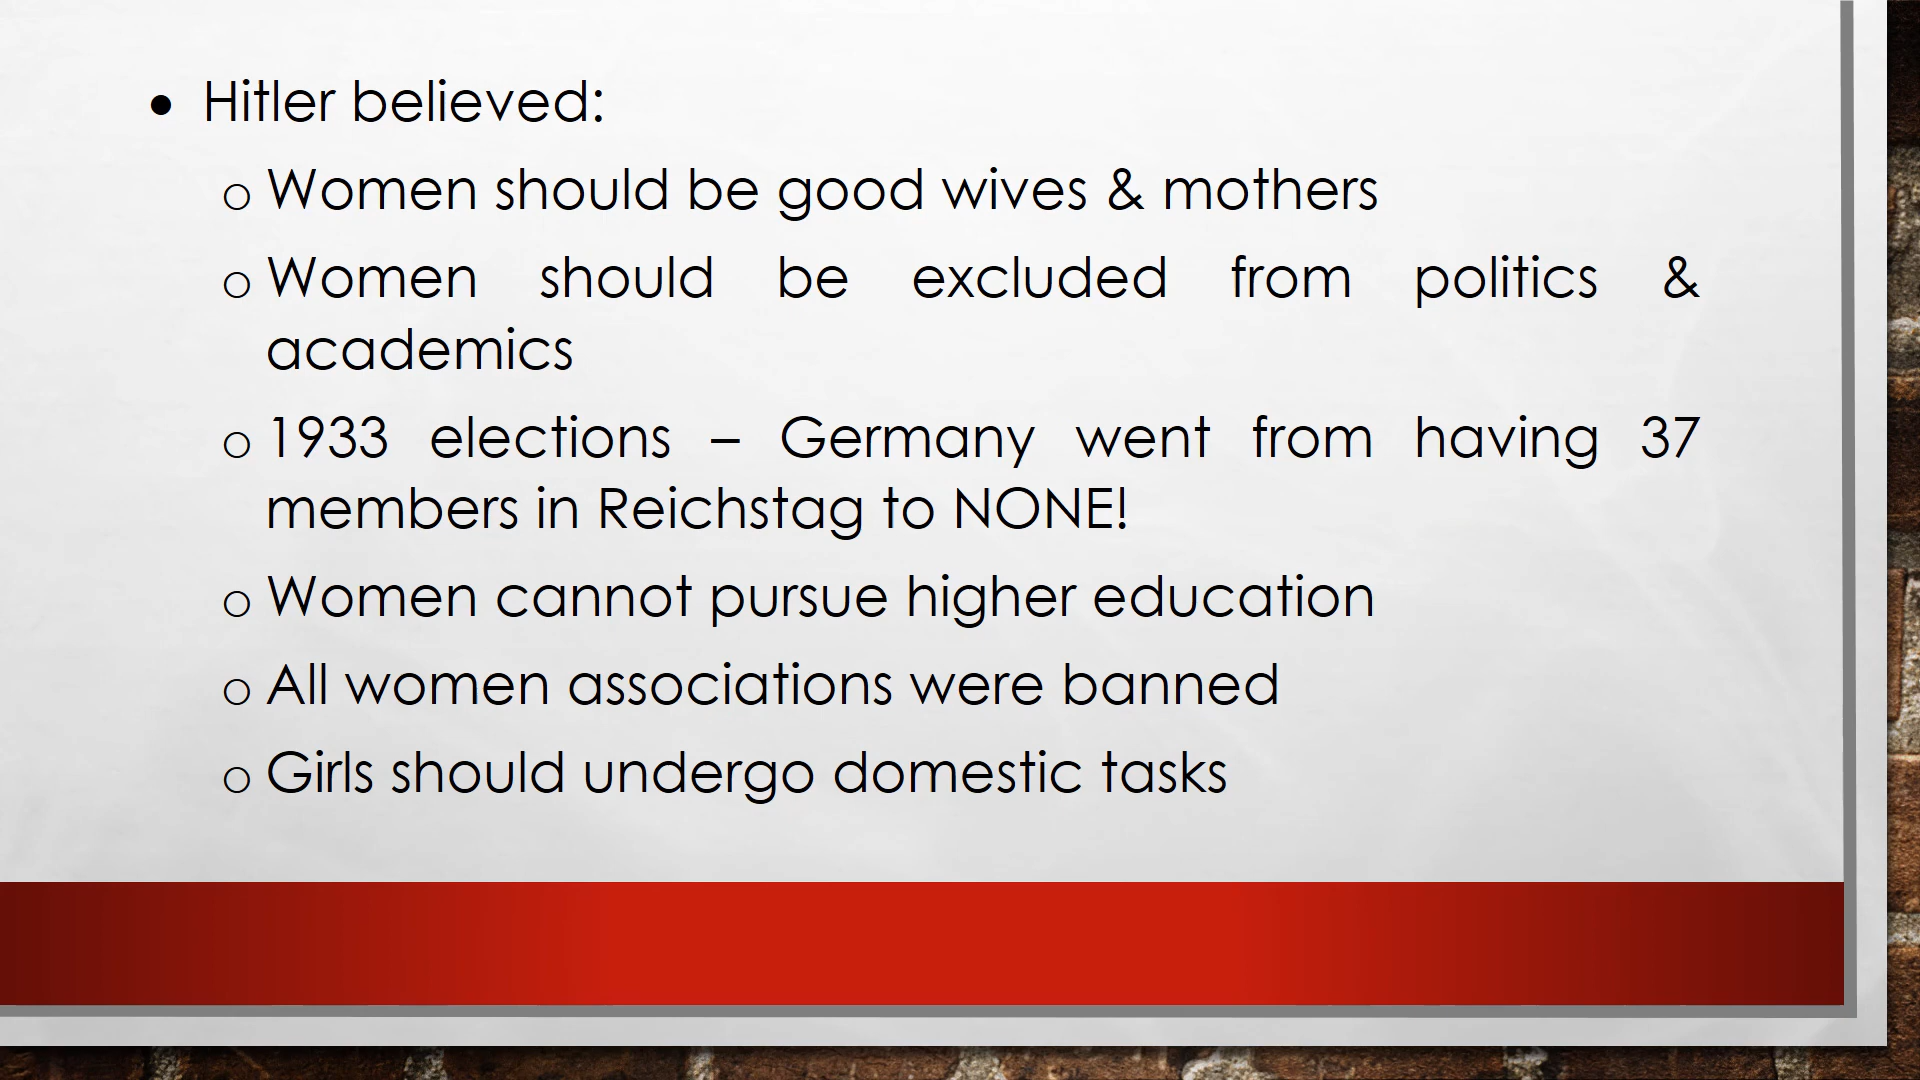 • Hitler believed:
o Women should be good wives & mothers
o Women should be excluded from politics &
academics
o 1933 elections – Germany went from having 37
members in Reichstag to NONE!
o Women cannot pursue higher education
o All women associations were banned
o Girls should undergo domestic tasks